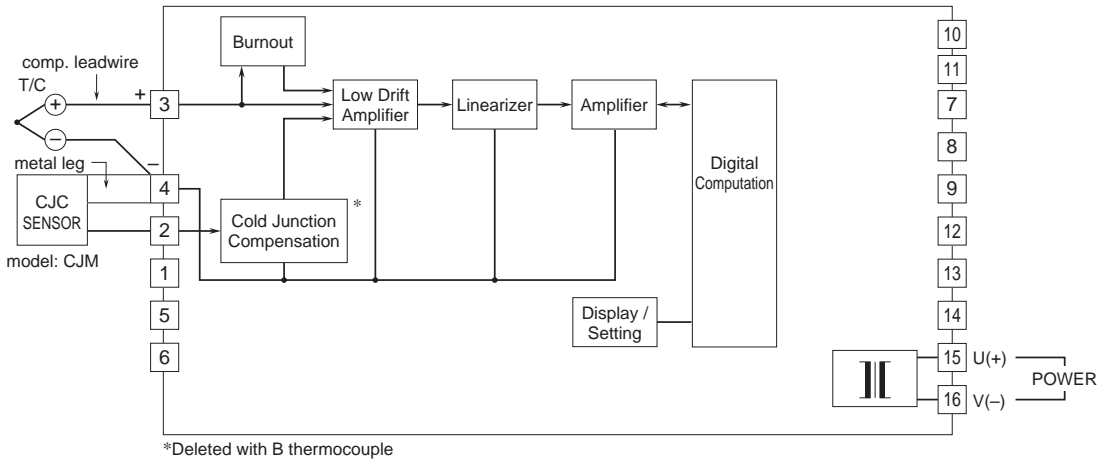 Burnout
comp. leadwire
T/C
+
+
3
−
−
metal leg
4
CJC
SENSOR
2
model: CJM
1
5
6
Low Drift
Amplifier
Linearizer
Amplifier
Cold Junction
Compensation
*
Digital
Computation
Display /
Setting
10
11
7
8
9
12
13
14
15 U(+)
POWER
16 V(–)
*Deleted with B thermocouple